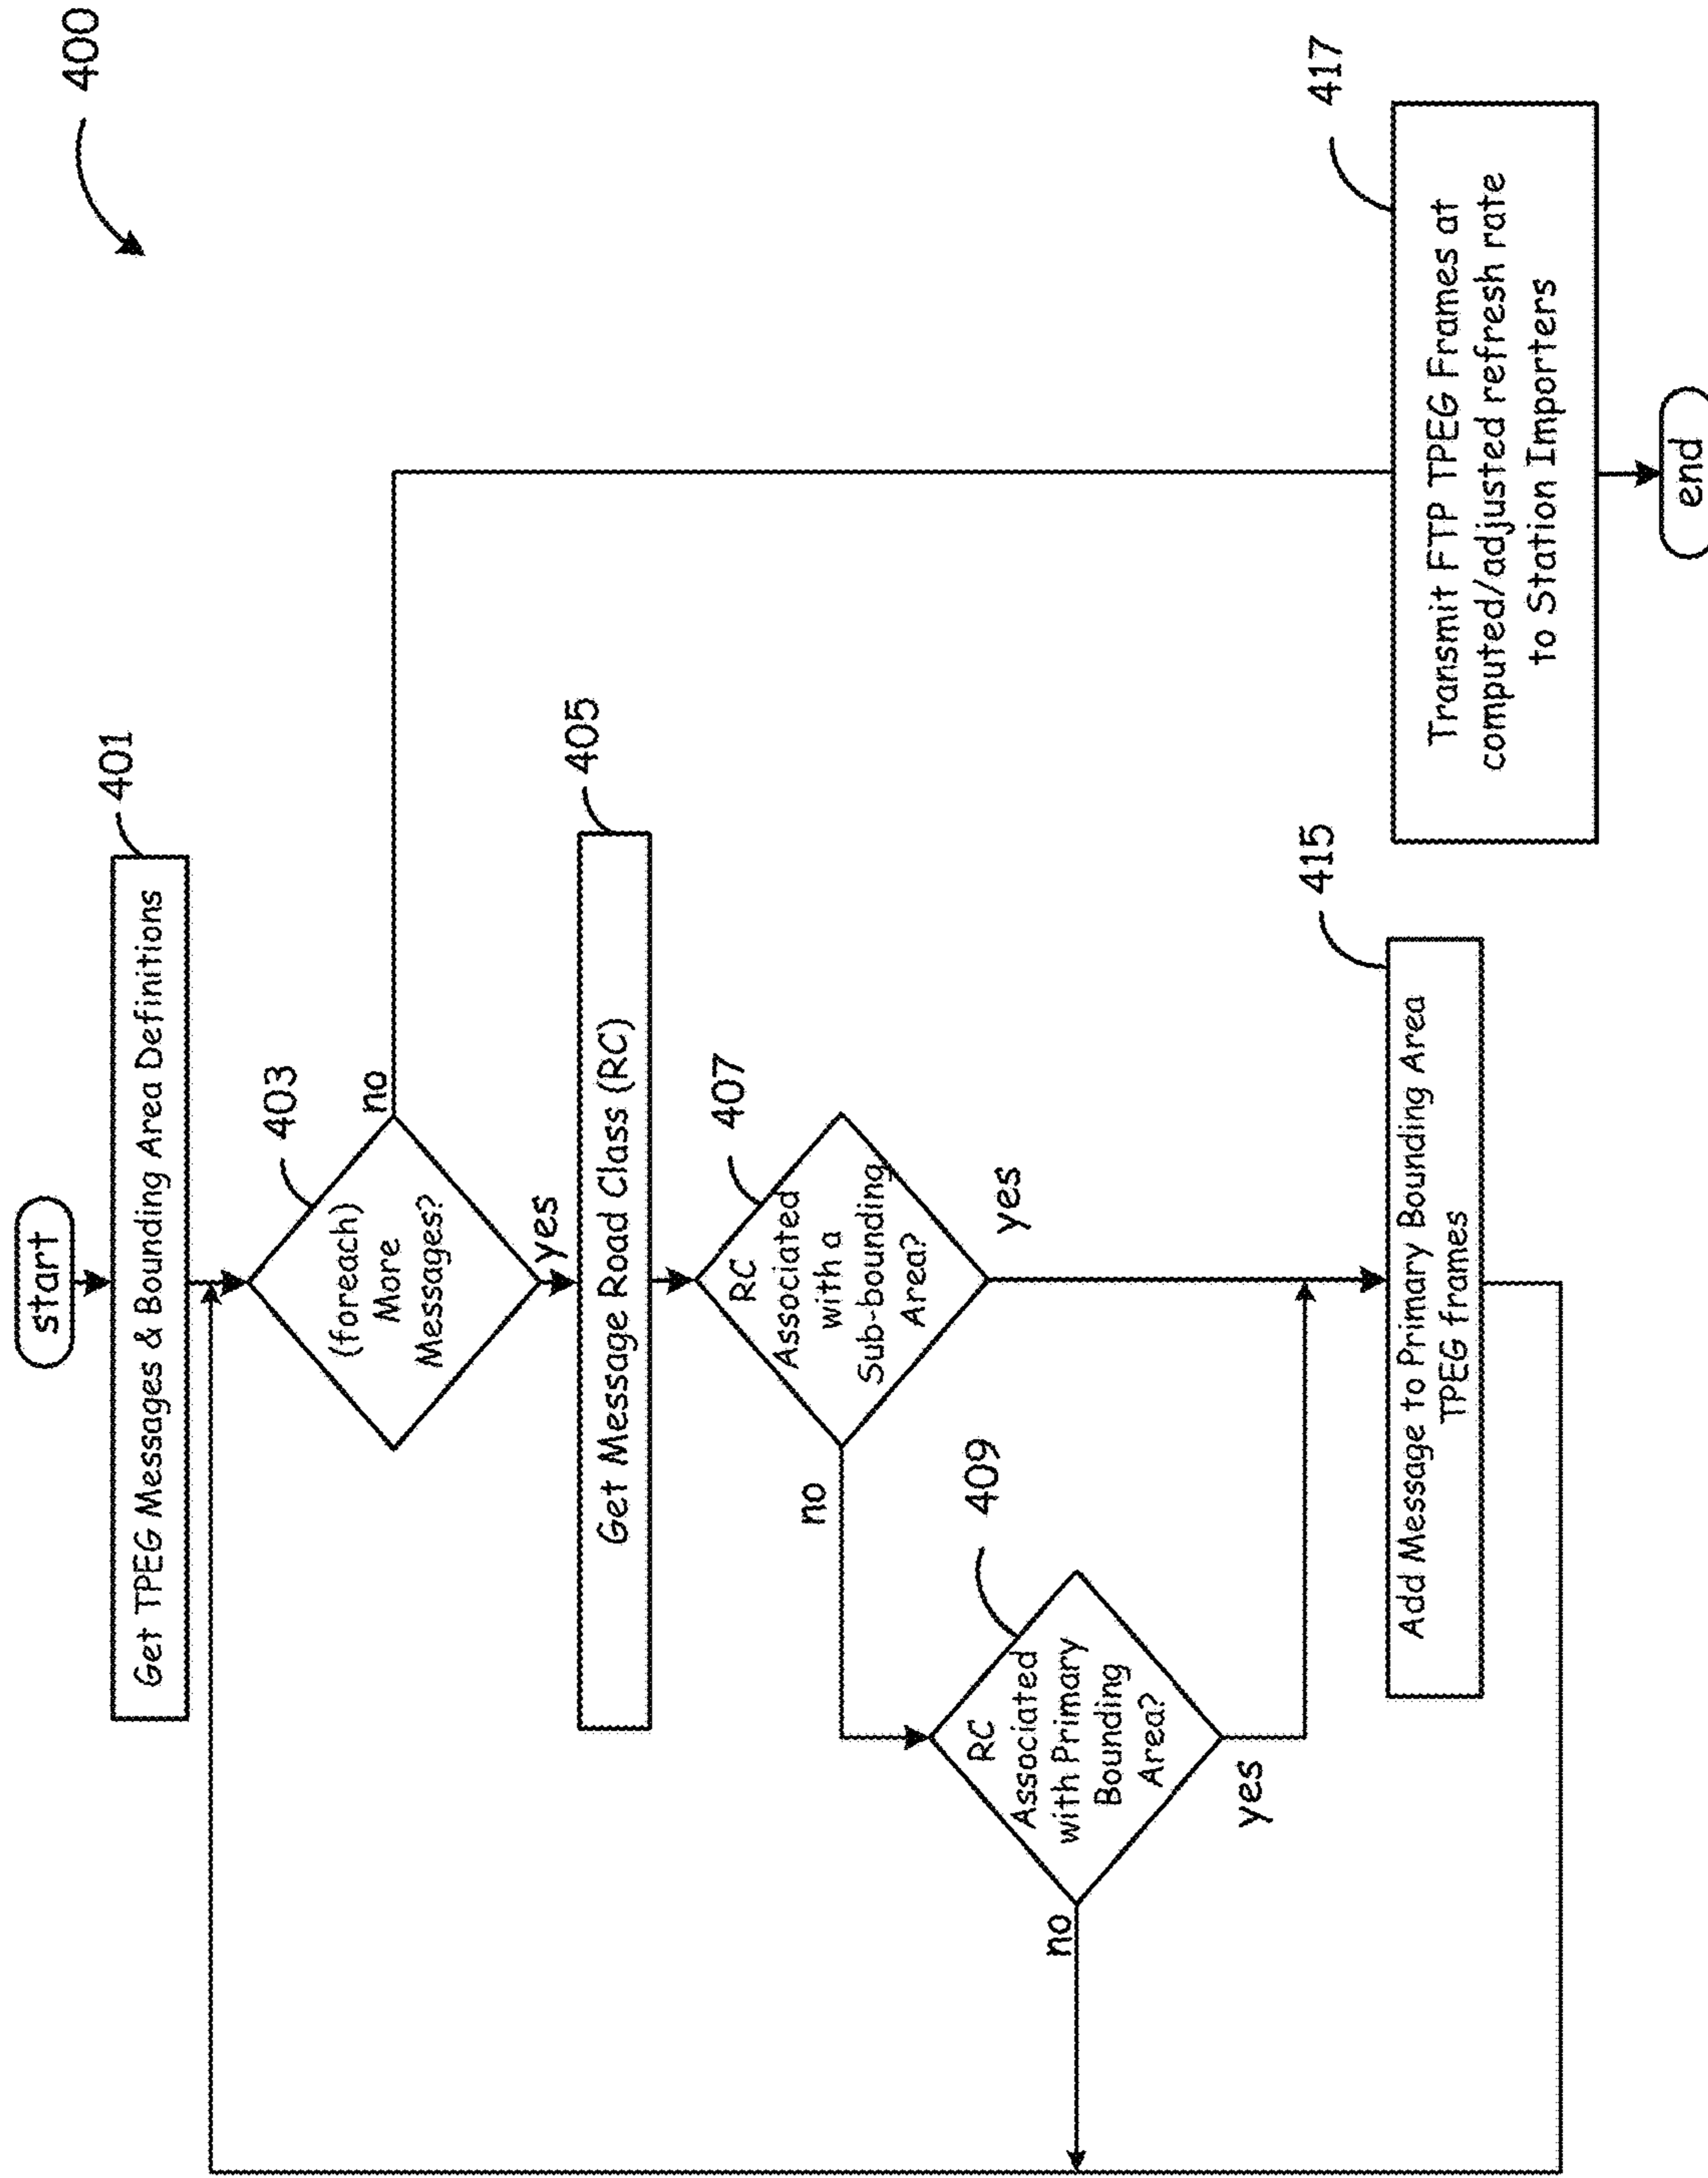 400
start
401
Get TPEG Messages & Bounding Area Definitions
403
(foreach)
More
Messages?
no
yes
405
Get Message Road Class (RC)
407
RC
Associated
with a
Sub-bounding
Area?
no
yes
409
RC
Associated
with Primary
Bounding
Area?
no
yes
415
Add Message to Primary Bounding Area
TPEG frames
417
Transmit FTP TPEG Frames at
computed/adjusted refresh rate
to Station Importers
end